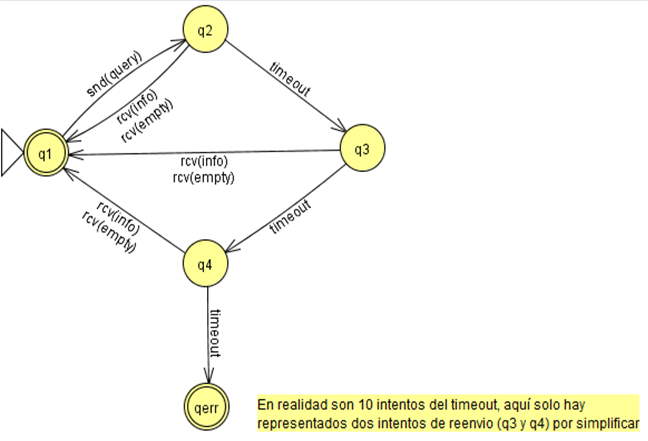 q2
snd(query)
timeout
rcv(info)
rcv(empty)
q1
q3
rcv(info)
rcv(empty)
rcv(info)
rcv(empty)
timeout
q4
timeout
qerr
En realidad son 10 intentos del timeout, aquí solo hay
representados dos intentos de reenvio (q3 y q4) por simplificar